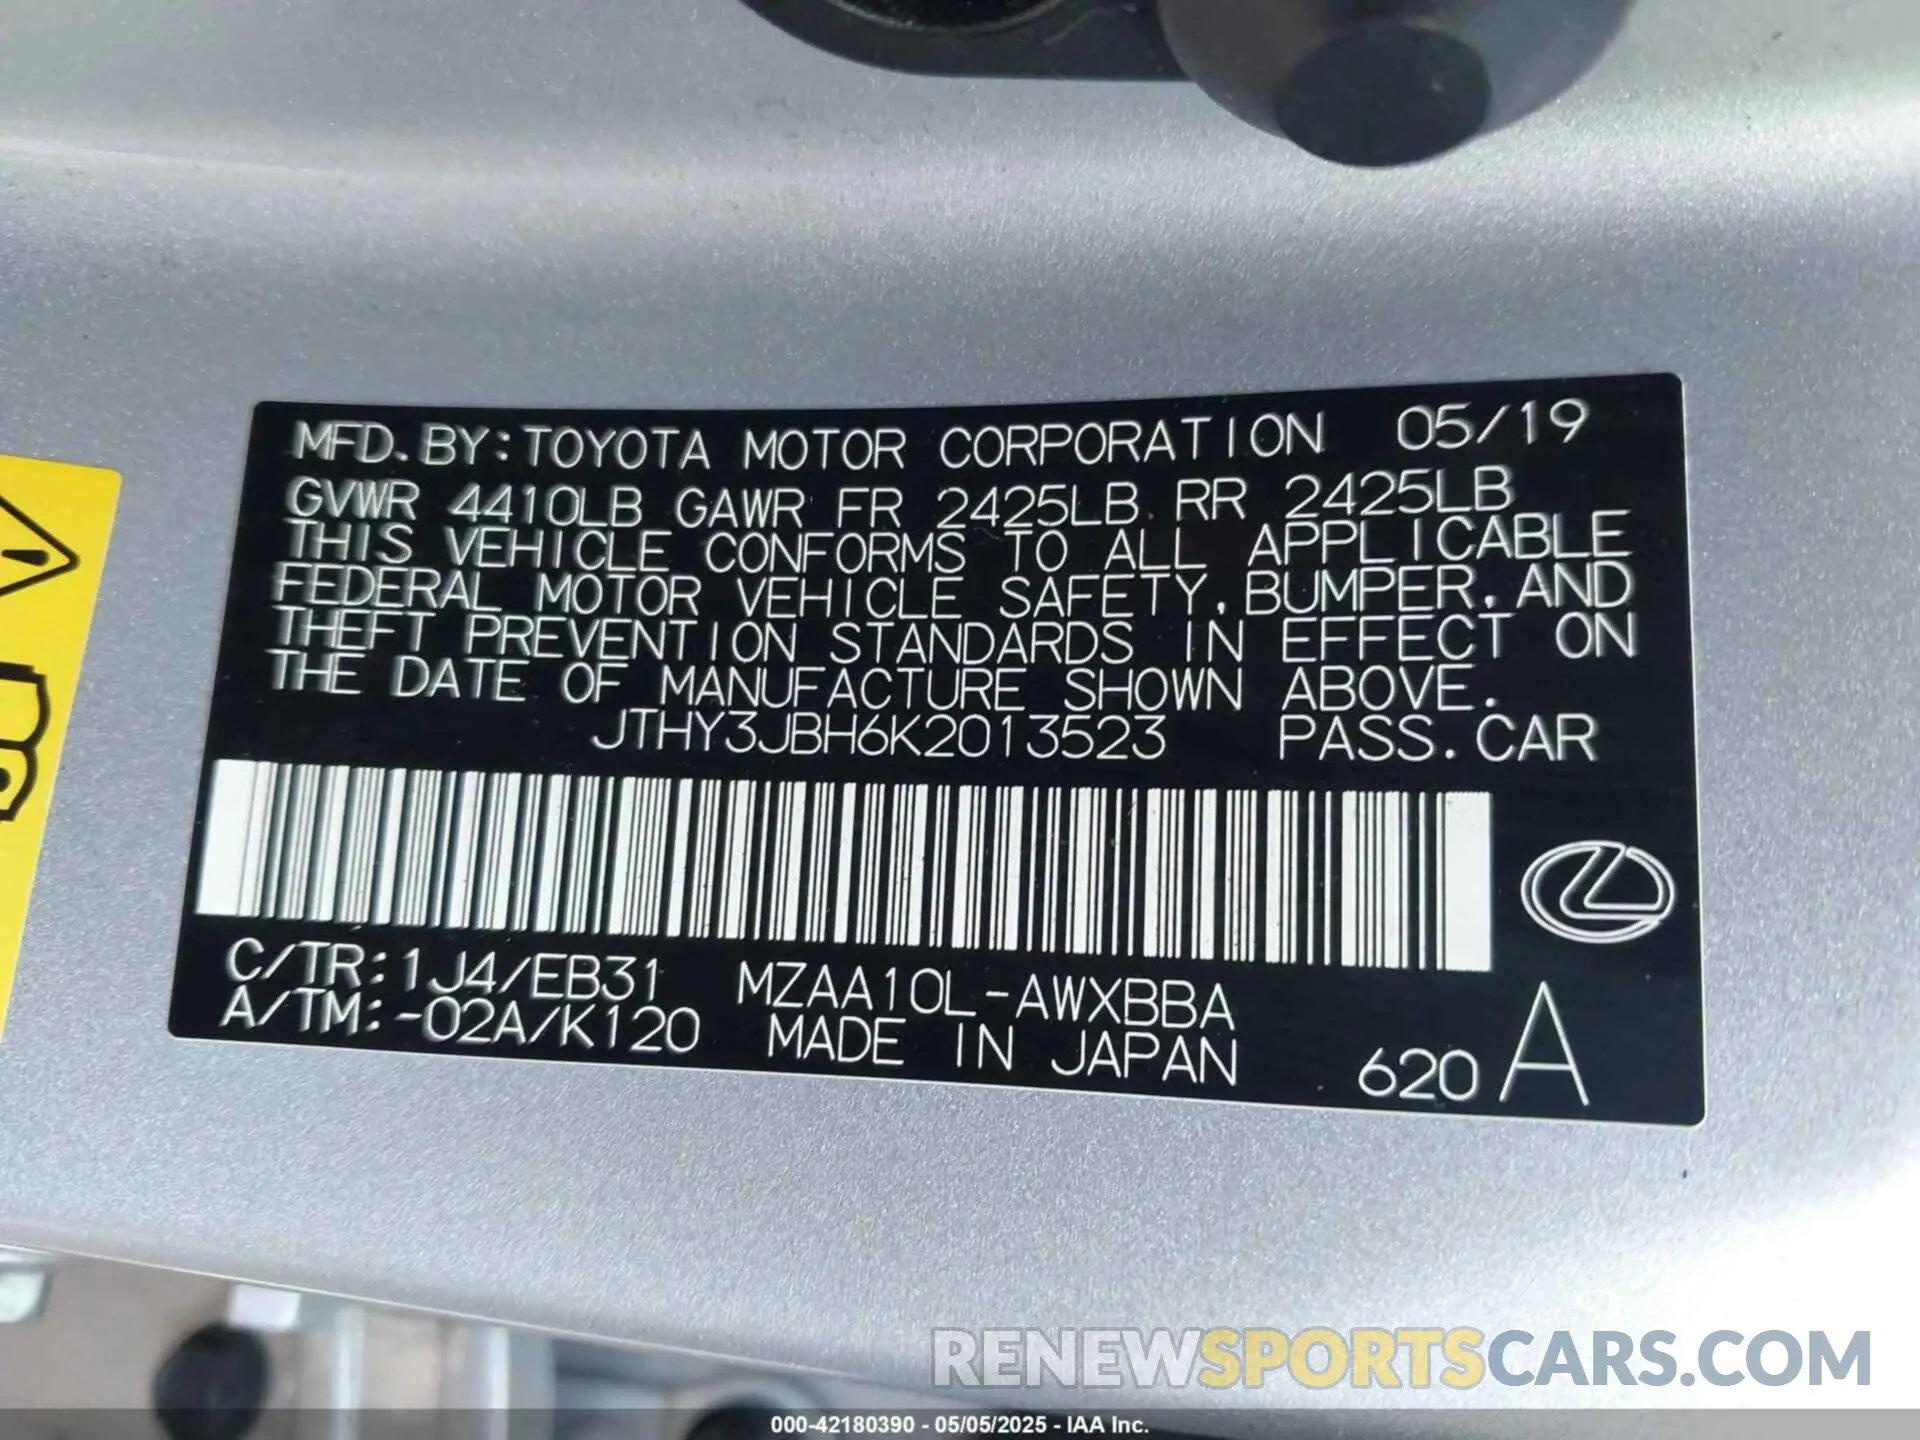 MFD. BY: TOYOTA MOTOR CORPORATION 05/19
GVWR 4410LB GAWR FR 2425LB RR 2425LB
THIS VEHICLE CONFORMS TO ALL APPLICABLE
FEDERAL MOTOR VEHICLE SAFETY, BUMPER, AND
THEFT PREVENTION STANDARDS IN EFFECT ON
THE DATE OF MANUFACTURE SHOWN ABOVE.
JTHY3JBH6K2013523 PASS. CAR
C/TR: 1J4/EB31 MZAA10L-AWXBBA
A/TM: -02A/K120 MADE IN JAPAN 620 A
RENEWSPORTSCARS.COM
000-42180390 - 05/05/2025 - IAA Inc.